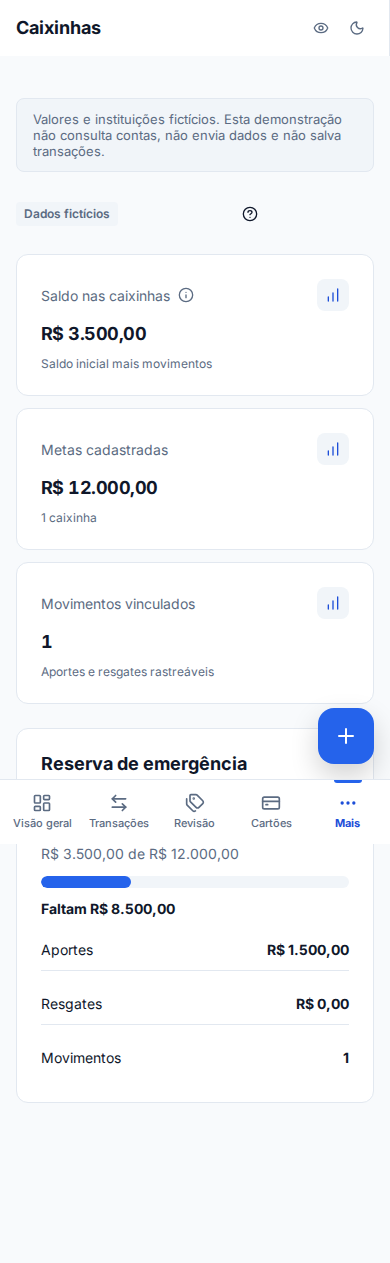 Caixinhas
Valores e instituições fictícios. Esta demonstração
não consulta contas, não envia dados e não salva
transações.
Dados fictícios
Saldo nas caixinhas
R$ 3.500,00
Saldo inicial mais movimentos
Metas cadastradas
R$ 12.000,00
1 caixinha
Movimentos vinculados
1
Aportes e resgates rastreáveis
Reserva de emergência
Visão geral
Transações
Revisão
Cartões
Mais
R$ 3.500,00 de R$ 12.000,00
Faltam R$ 8.500,00
Aportes R$ 1.500,00
Resgates R$ 0,00
Movimentos 1